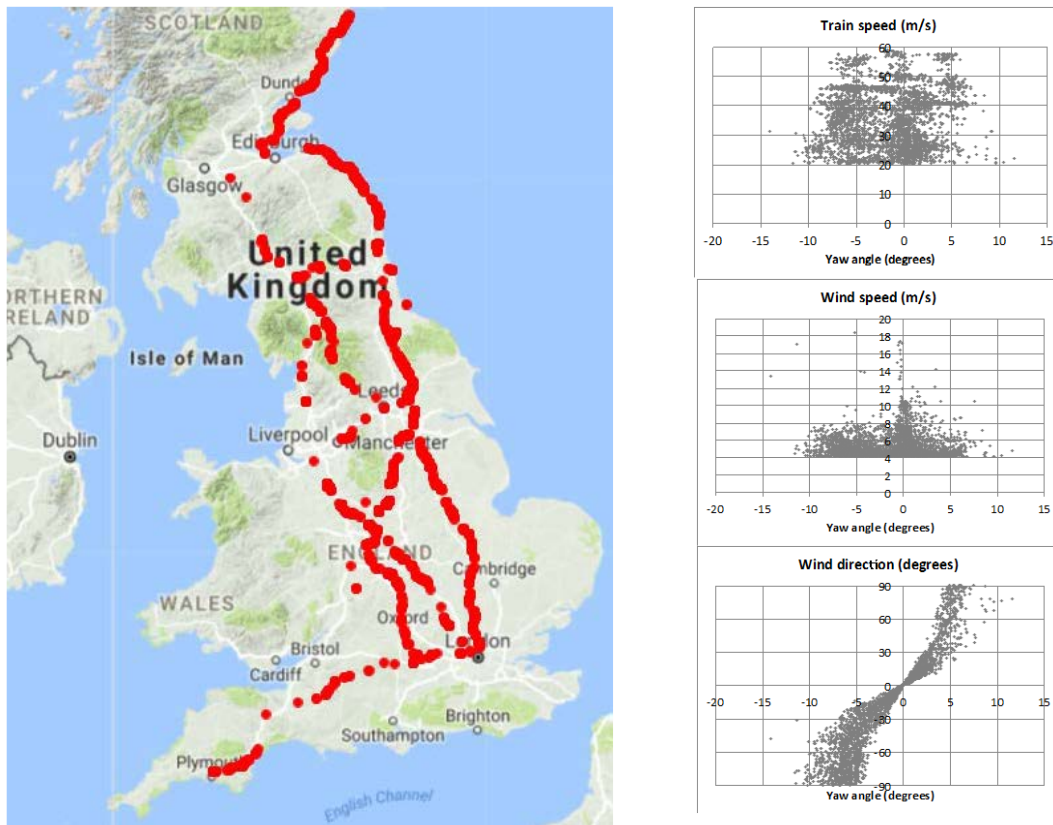 SCOTLAND
Dund
Edinburgh
Glasgow
United
Kingdom
ORTHERN
RELAND
Isle of Man
Leeds
Dublin
Liverpool
Manchester
ENGLAND
Cambridge
WALES
Oxford
London
Bristol
Cardiff
Brighton
Southampton
Plymouth
English Channel
Train speed (m/s)
60
50
40
30
20
10
0
-20 -15 -10 -5 0 5 10 15
Yaw angle (degrees)
Wind speed (m/s)
20
18
16
14
12
10
8
6
4
2
0
-20 -15 -10 -5 0 5 10 15
Yaw angle (degrees)
Wind direction (degrees)
90
60
30
0
-20 -15 -10 -5 0 5 10 15
-30
-60
-90
Yaw angle (degrees)